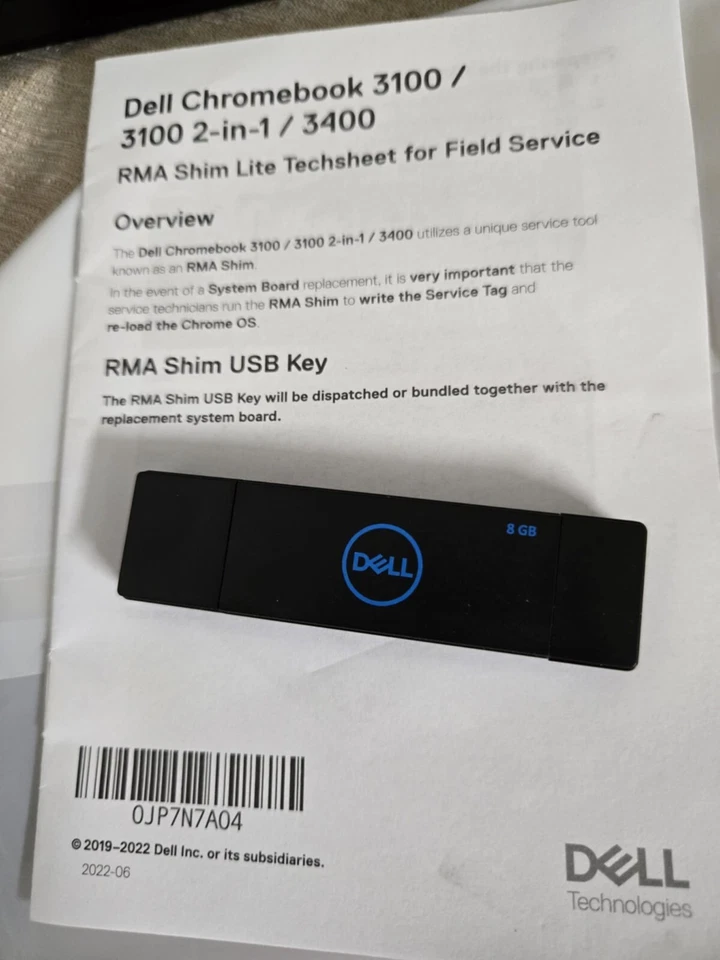 Dell Chromebook 3100 /
3100 2-in-1 / 3400
RMA Shim Lite Techsheet for Field Service
Overview
The Dell Chromebook 3100 / 3100 2-in-1 / 3400 utilizes a unique service tool
known as an RMA Shim.
In the event of a System Board replacement, it is very important that the
service technicians run the RMA Shim to write the Service Tag and
re-load the Chrome OS.
RMA Shim USB Key
The RMA Shim USB Key will be dispatched or bundled together with the
replacement system board.
8 GB
DELL
0JP7N7A04
© 2019–2022 Dell Inc. or its subsidiaries.
2022-06
DELL
Technologies